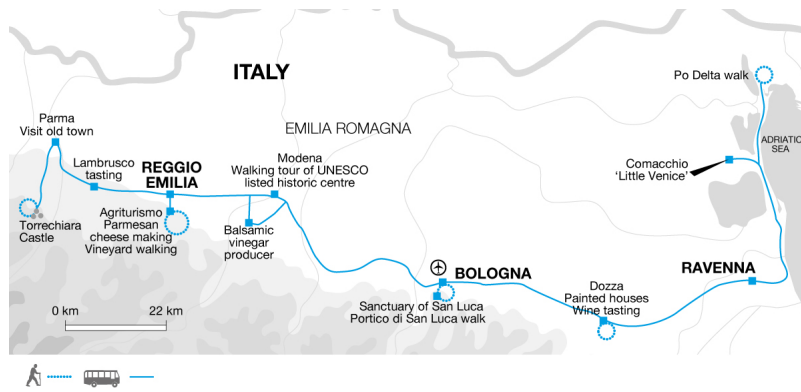 ITALY
EMILIA ROMAGNA
Po Delta walk
Parma
Visit old town
ADRIATIC
SEA
Lambrusco
tasting
REGGIO
EMILIA
Modena
Walking tour of UNESCO
listed historic centre
Comacchio
‘Little Venice’
Torrechiara
Castle
Agriturismo
Parmesan
cheese making
Vineyard walking
Balsamic
vinegar
producer
BOLOGNA
RAVENNA
Dozza
Painted houses
Wine tasting
Sanctuary of San Luca
Portico di San Luca walk
0 km
22 km